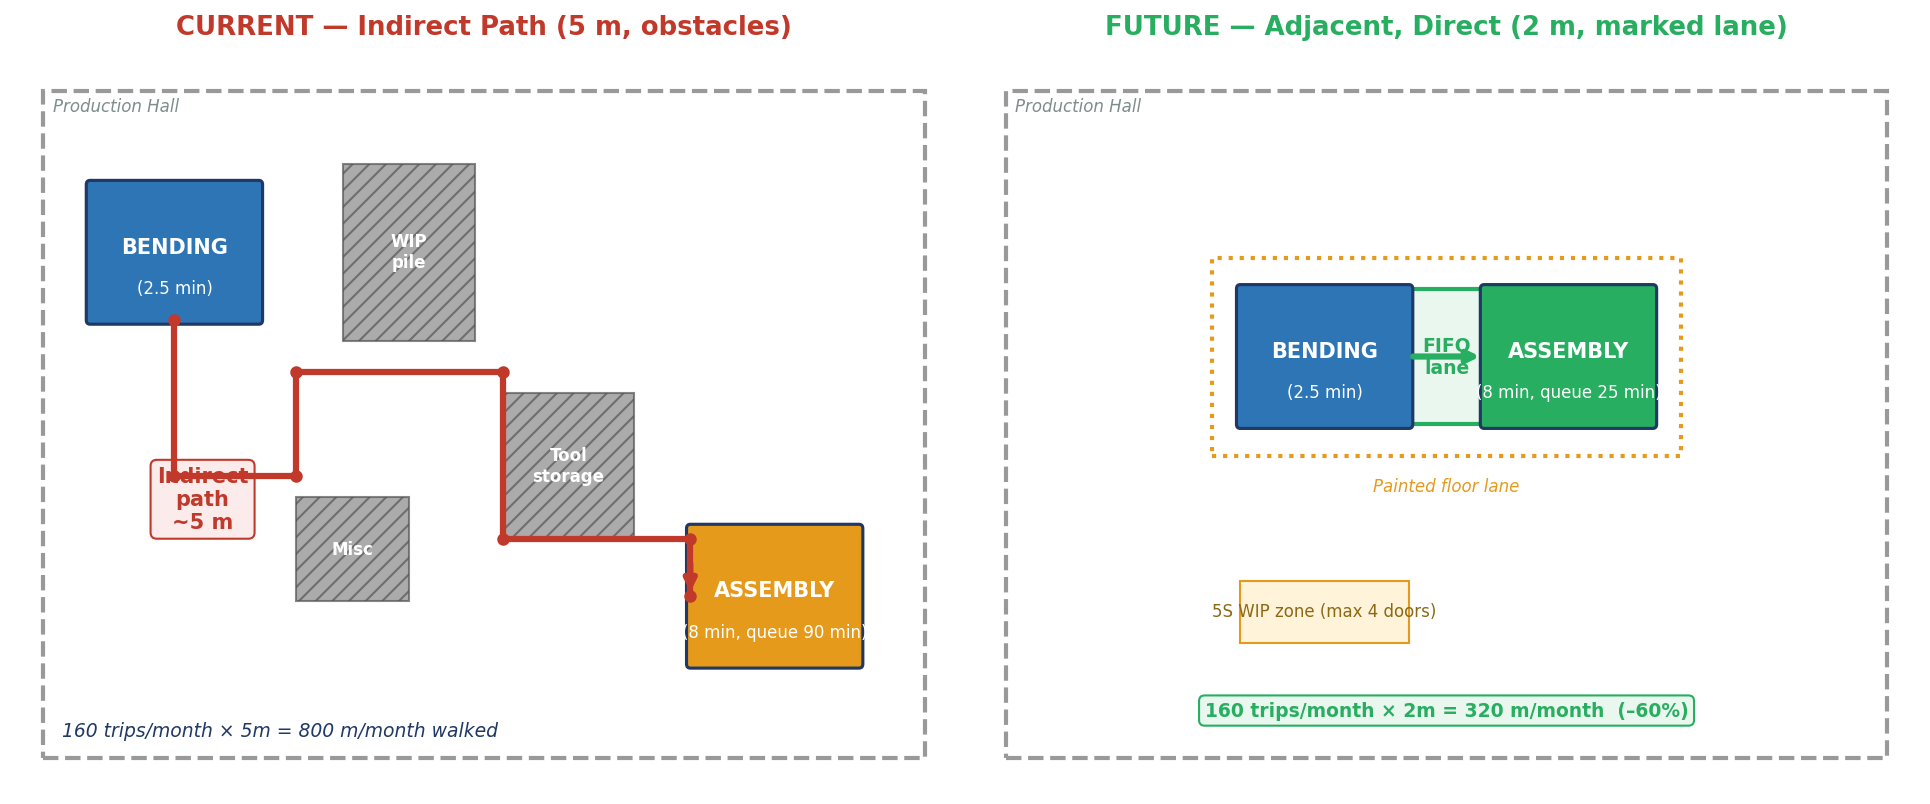 CURRENT — Indirect Path (5 m, obstacles)
Production Hall
BENDING
(2.5 min)
WIP
pile
Indirect
path
~5 m
Tool
storage
Misc
ASSEMBLY
(8 min, queue 90 min)
160 trips/month × 5m = 800 m/month walked
FUTURE — Adjacent, Direct (2 m, marked lane)
Production Hall
BENDING
(2.5 min)
FIFO
lane
ASSEMBLY
(8 min, queue 25 min)
Painted floor lane
5S WIP zone (max 4 doors)
160 trips/month × 2m = 320 m/month  (–60%)